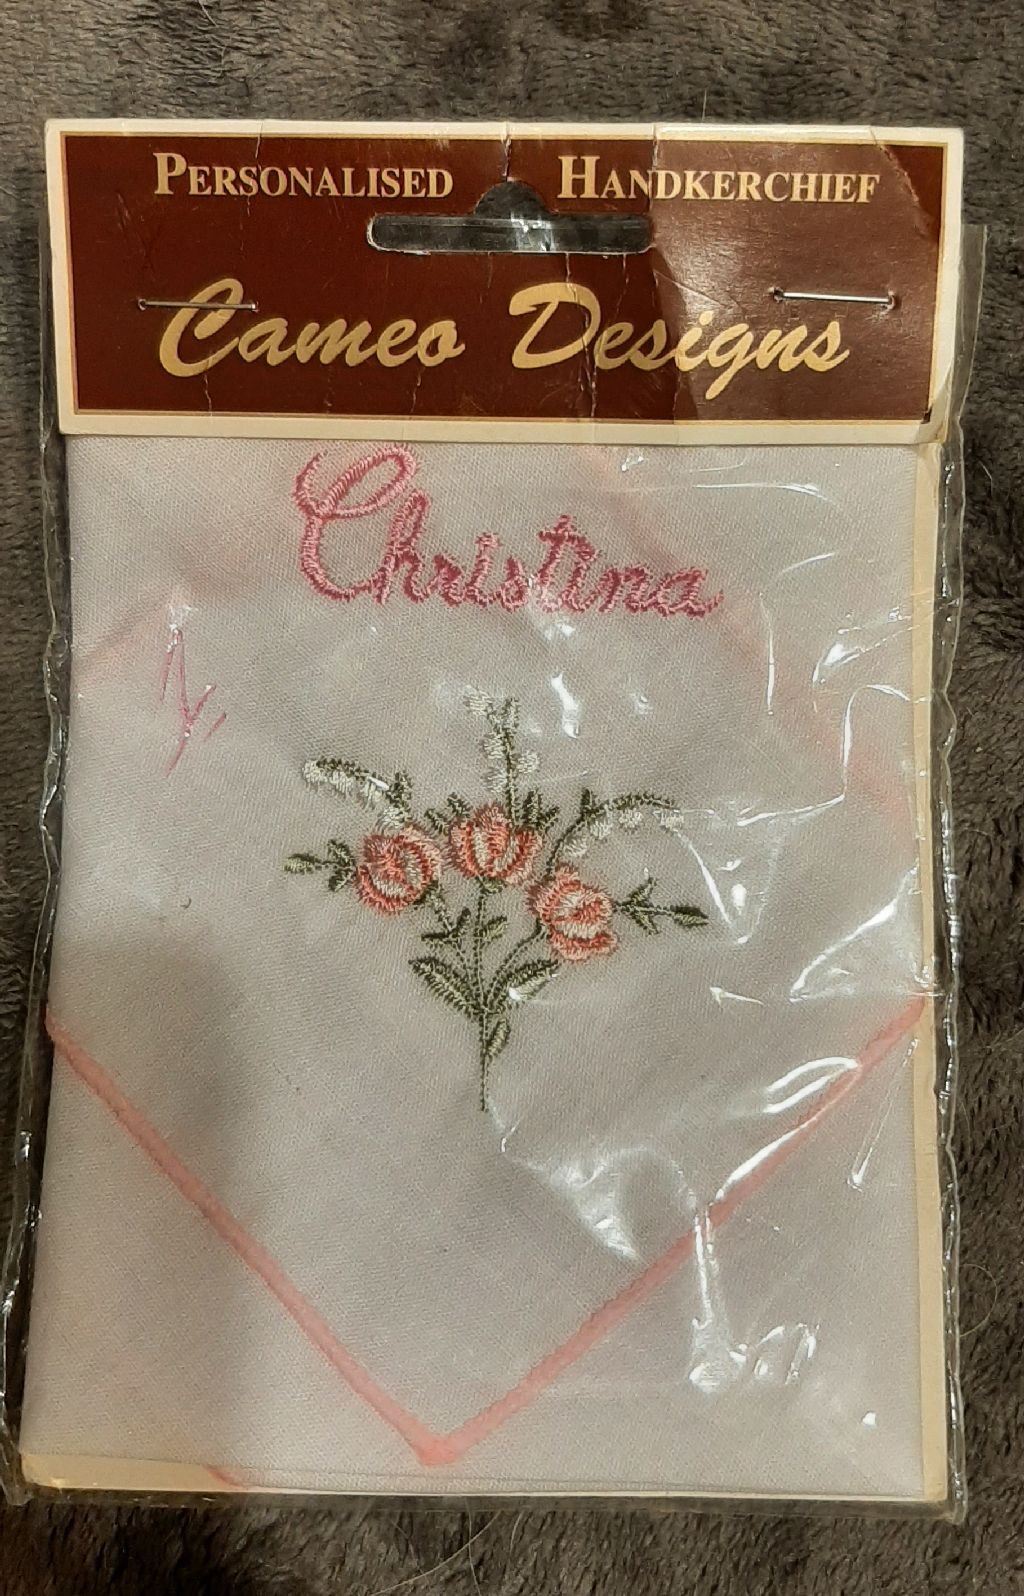 PERSONALISED HANDKERCHIEF
Cameo Designs
Christina